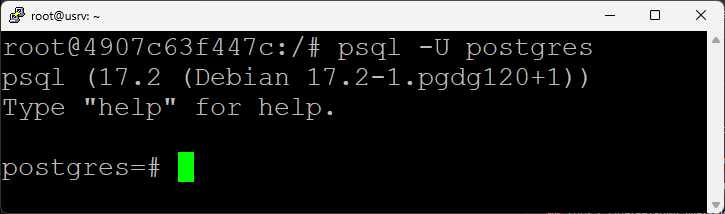 root@usrv: ~
root@4907c63f447c:/# psql -U postgres
psql (17.2 (Debian 17.2-1.pgdg120+1))
Type "help" for help.
postgres=#